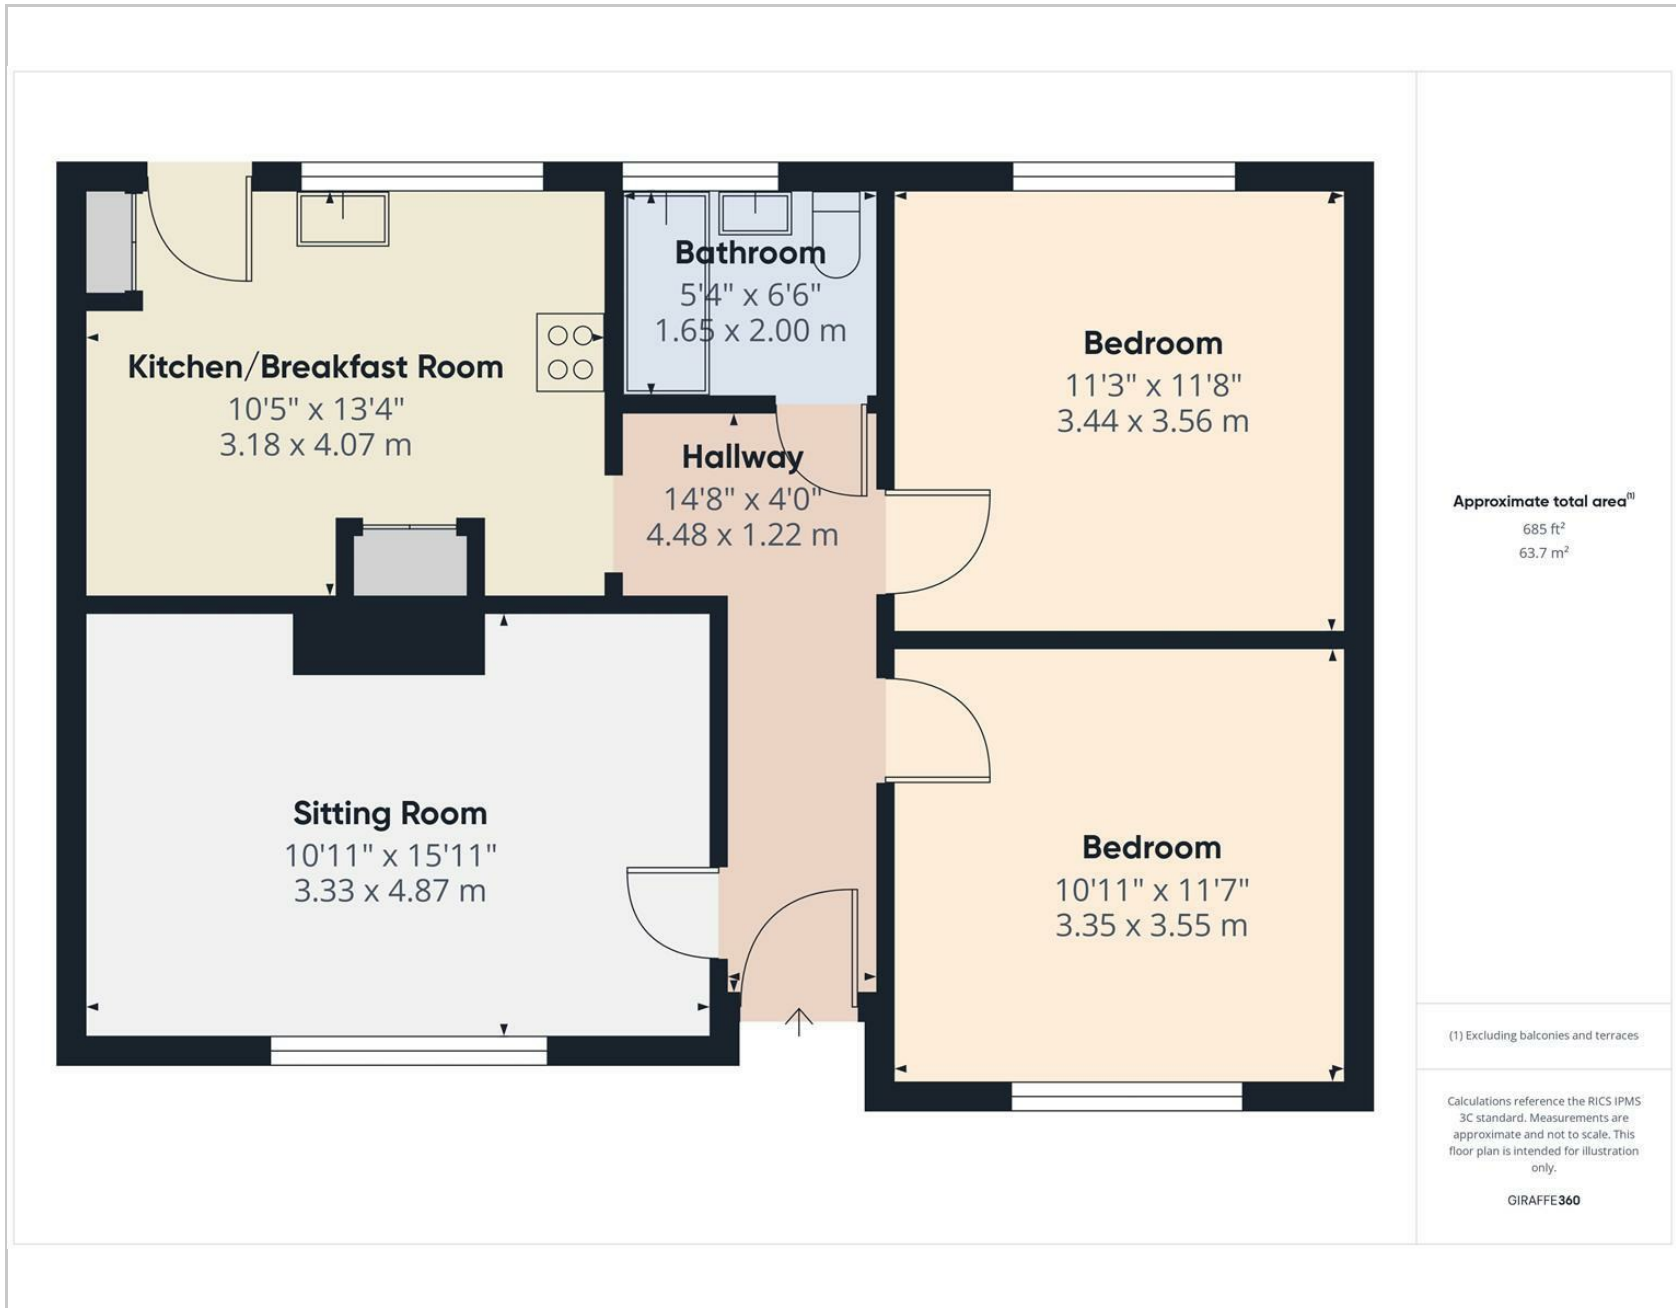 Kitchen/Breakfast Room
10'5" x 13'4"
3.18 x 4.07 m
Bathroom
5'4" x 6'6"
1.65 x 2.00 m
Hallway
14'8" x 4'0"
4.48 x 1.22 m
Bedroom
11'3" x 11'8"
3.44 x 3.56 m
Sitting Room
10'11" x 15'11"
3.33 x 4.87 m
Bedroom
10'11" x 11'7"
3.35 x 3.55 m
Approximate total area⁽¹⁾
685 ft²
63.7 m²
(1) Excluding balconies and terraces
Calculations reference the RICS IPMS
3C standard. Measurements are
approximate and not to scale. This
floor plan is intended for illustration
only.
GIRAFFE360